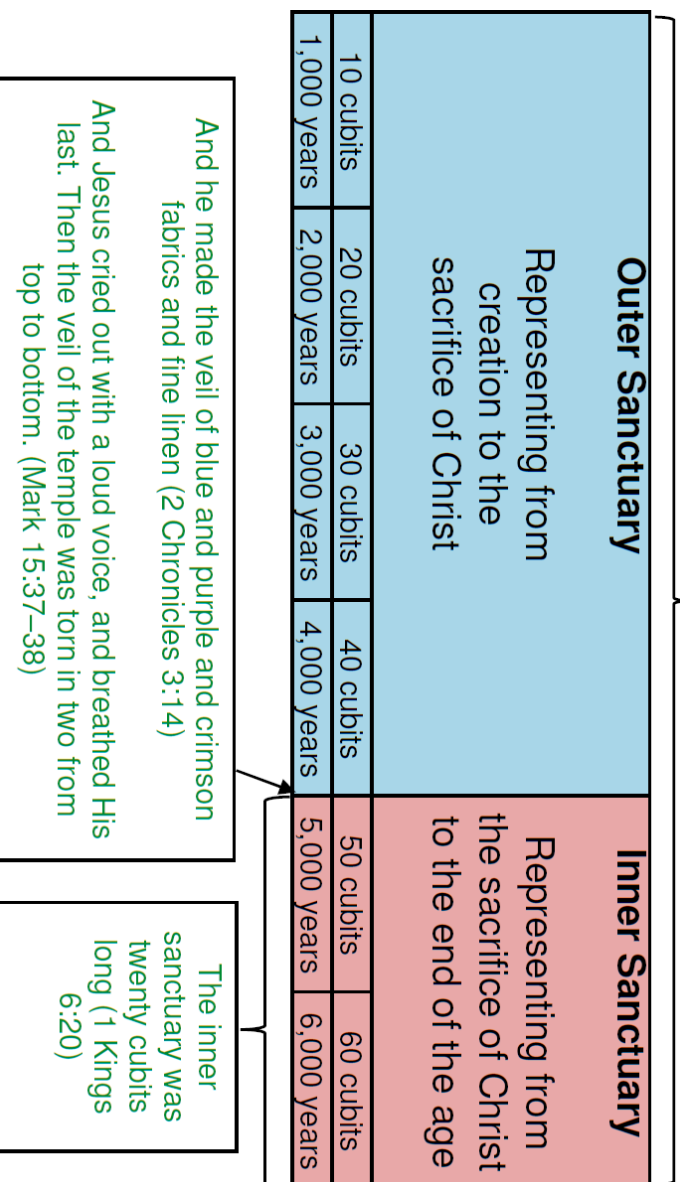 Outer Sanctuary
Representing from
creation to the
sacrifice of Christ
Inner Sanctuary
Representing from
the sacrifice of Christ
to the end of the age
10 cubits
20 cubits
30 cubits
40 cubits
50 cubits
60 cubits
1,000 years
2,000 years
3,000 years
4,000 years
5,000 years
6,000 years
And he made the veil of blue and purple and crimson
fabrics and fine linen (2 Chronicles 3:14)
And Jesus cried out with a loud voice, and breathed His
last. Then the veil of the temple was torn in two from
top to bottom. (Mark 15:37–38)
The inner
sanctuary was
twenty cubits
long (1 Kings
6:20)